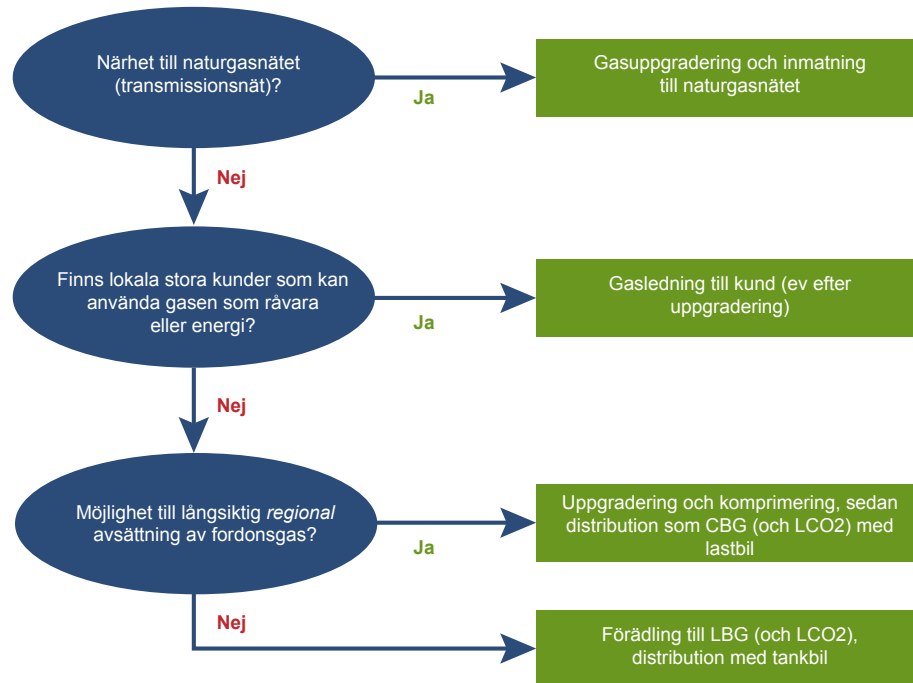 Närhet till naturgasnätet
(transmissionsnät)?
Ja
Gasuppgradering och inmatning
till naturgasnätet
Nej
Finns lokala stora kunder som kan
använda gasen som råvara
eller energi?
Ja
Gasledning till kund (ev efter
uppgradering)
Nej
Möjlighet till långsiktig regional
avsättning av fordonsgas?
Ja
Uppgradering och komprimering, sedan
distribution som CBG (och LCO2) med
lastbil
Nej
Förädling till LBG (och LCO2),
distribution med tankbil